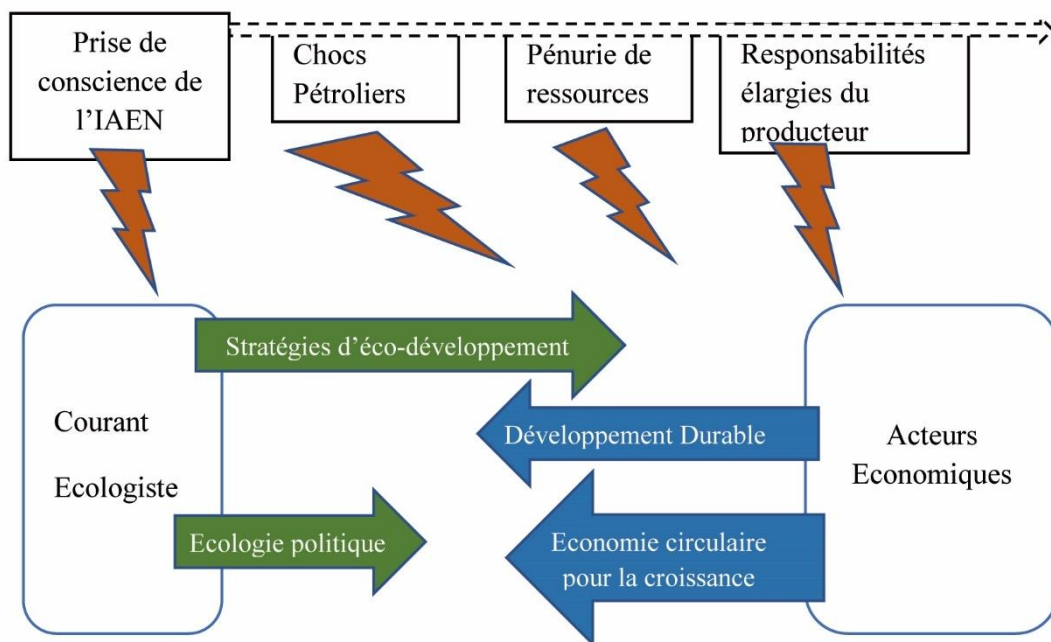 Prise de
conscience de
l'IAEN
Chocs
Pétroliers
Pénurie de
ressources
Responsabilités
élargies du
producteur
Stratégies d'éco-développement
Développement Durable
Courant
Ecologiste
Acteurs
Economiques
Ecologie politique
Economie circulaire
pour la croissance